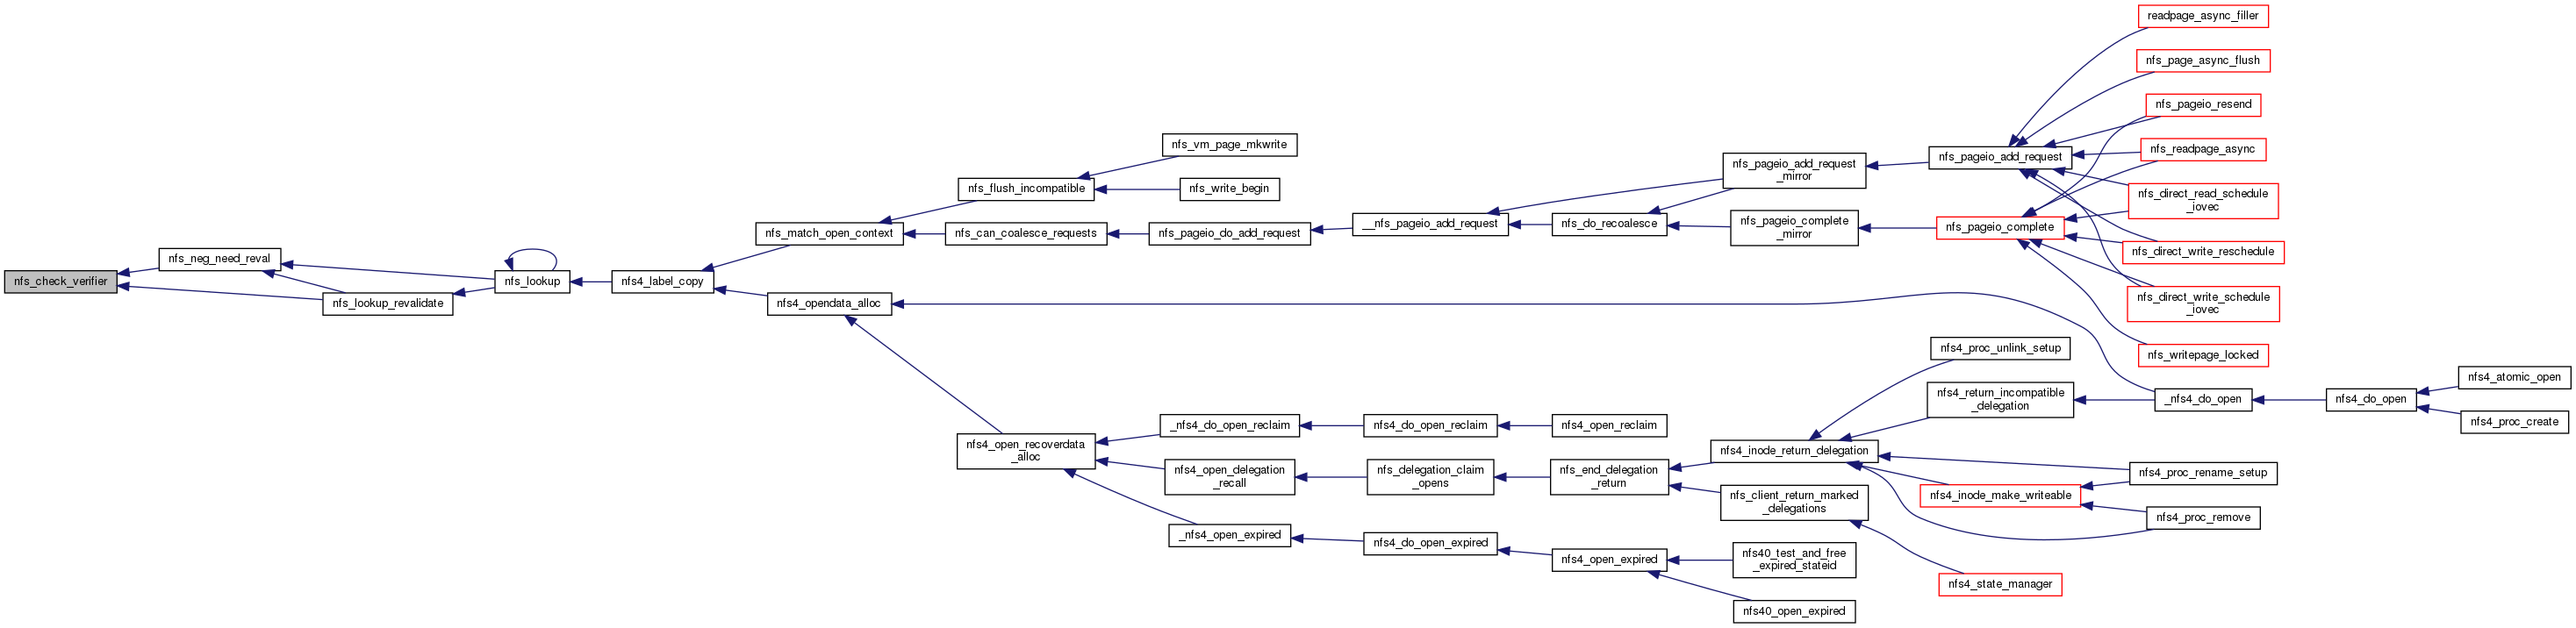 nfs_check_verifier
nfs_neg_need_reval
nfs_lookup_revalidate
nfs_lookup
nfs4_label_copy
nfs_match_open_context
nfs4_opendata_alloc
nfs_flush_incompatible
nfs_can_coalesce_requests
nfs_vm_page_mkwrite
nfs_write_begin
nfs_pageio_do_add_request
__nfs_pageio_add_request
nfs_do_recoalesce
nfs_pageio_add_request
_mirror
nfs_pageio_complete
_mirror
nfs_pageio_add_request
nfs_pageio_complete
readpage_async_filler
nfs_page_async_flush
nfs_pageio_resend
nfs_readpage_async
nfs_direct_read_schedule
_iovec
nfs_direct_write_reschedule
nfs_direct_write_schedule
_iovec
nfs_writepage_locked
nfs4_open_recoverdata
_alloc
_nfs4_do_open_reclaim
nfs4_do_open_reclaim
nfs4_open_reclaim
nfs4_open_delegation
_recall
nfs_delegation_claim
_opens
nfs_end_delegation
_return
nfs4_inode_return_delegation
nfs_client_return_marked
_delegations
nfs4_proc_unlink_setup
nfs4_return_incompatible
_delegation
nfs4_inode_make_writeable
nfs4_state_manager
_nfs4_do_open
nfs4_do_open
nfs4_atomic_open
nfs4_proc_create
nfs4_proc_rename_setup
nfs4_proc_remove
_nfs4_open_expired
nfs4_do_open_expired
nfs4_open_expired
nfs40_test_and_free
_expired_stateid
nfs40_open_expired